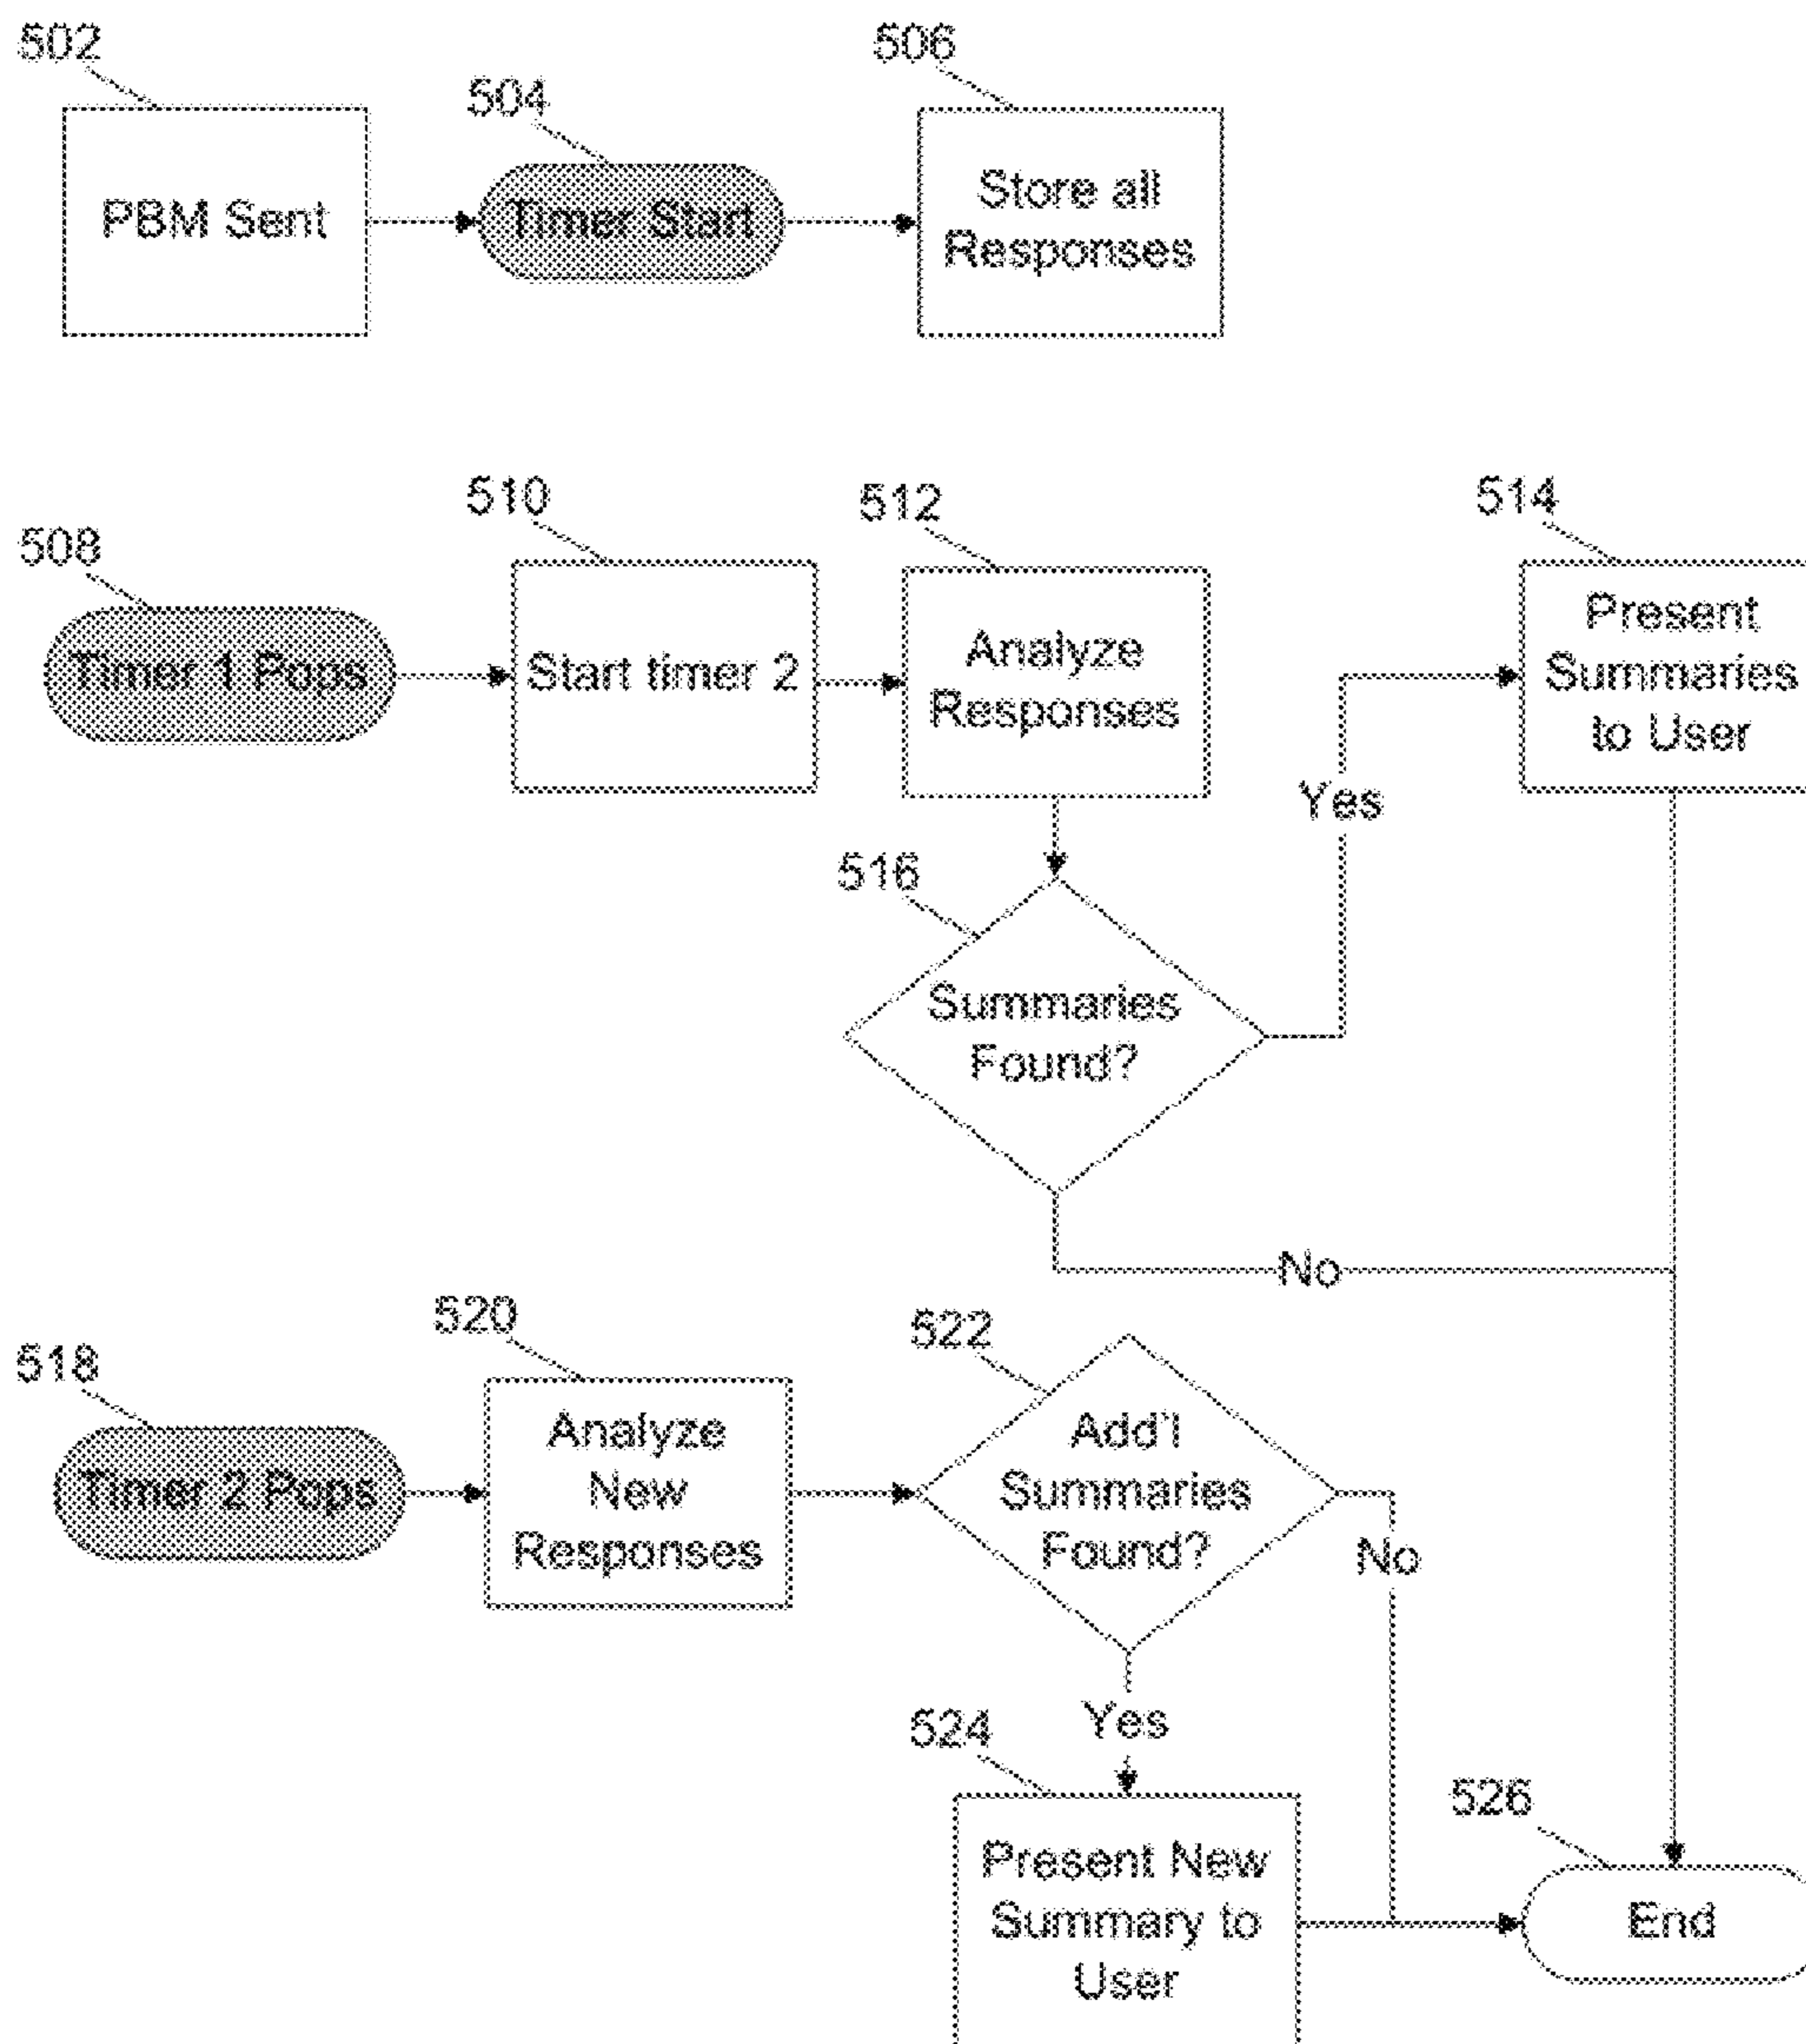 502
504
506
PBM Sent
Timer Start
Store all
Responses
508
510
512
514
Timer 1 Pops
Start timer 2
Analyze
Responses
Present
Summaries
to User
Yes
516
Summaries
Found?
No
518
520
522
Timer 2 Pops
Analyze
New
Responses
Add'l
Summaries
Found?
No
Yes
524
526
Present New
Summary to
User
End